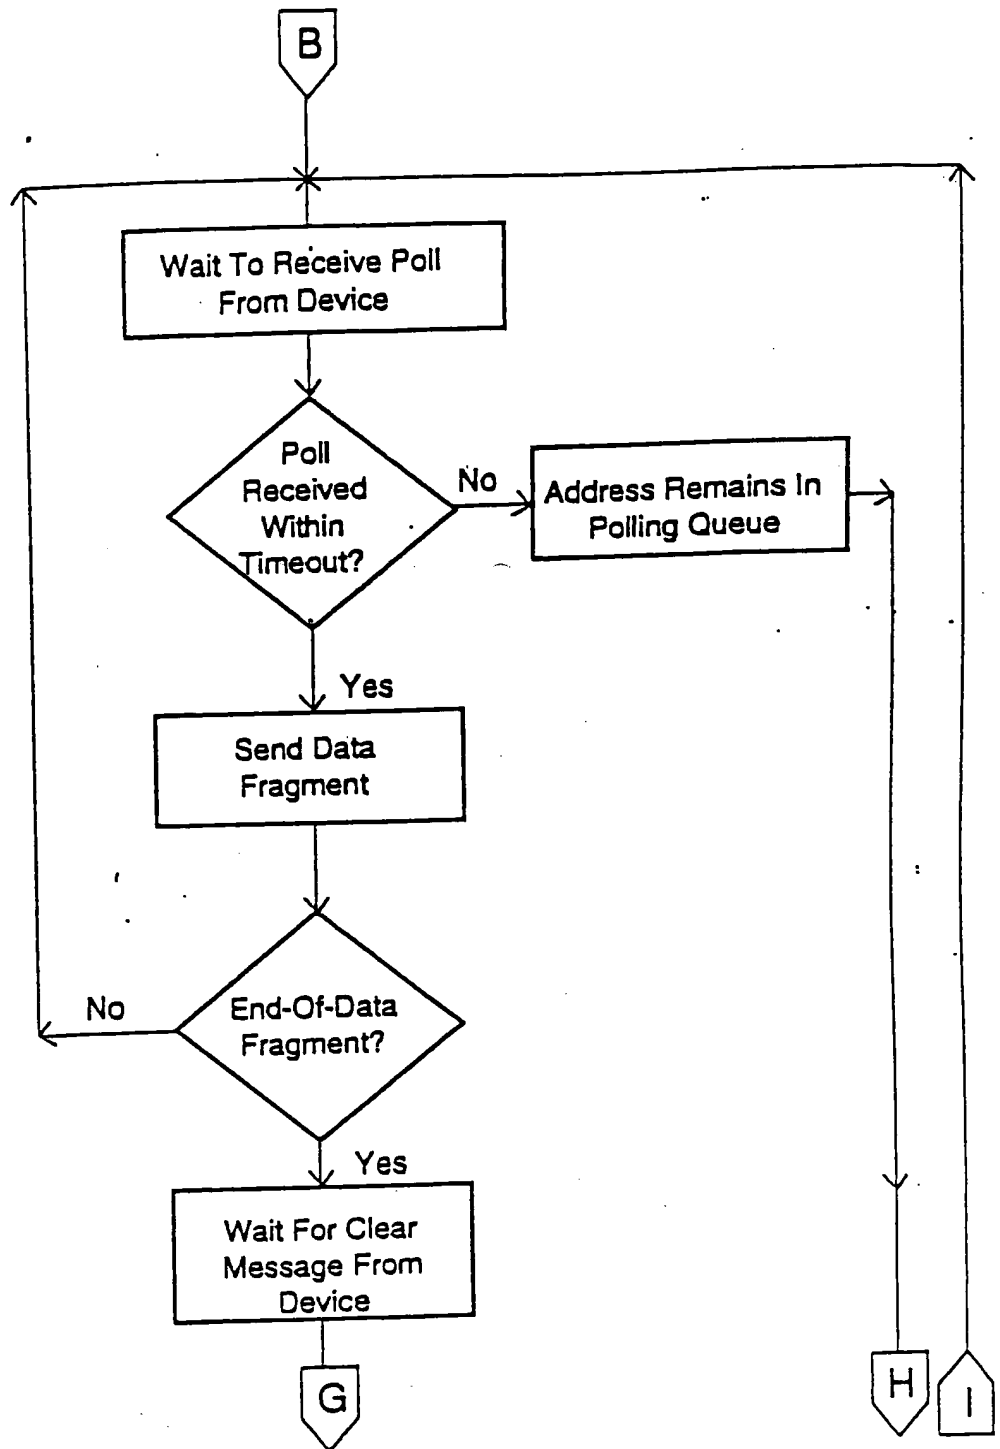 B
Wait To Receive Poll
From Device
Poll
Received
Within
Timeout?
No
Address Remains In
Polling Queue
Yes
Send Data
Fragment
No
End-Of-Data
Fragment?
Yes
Wait For Clear
Message From
Device
G
H
I